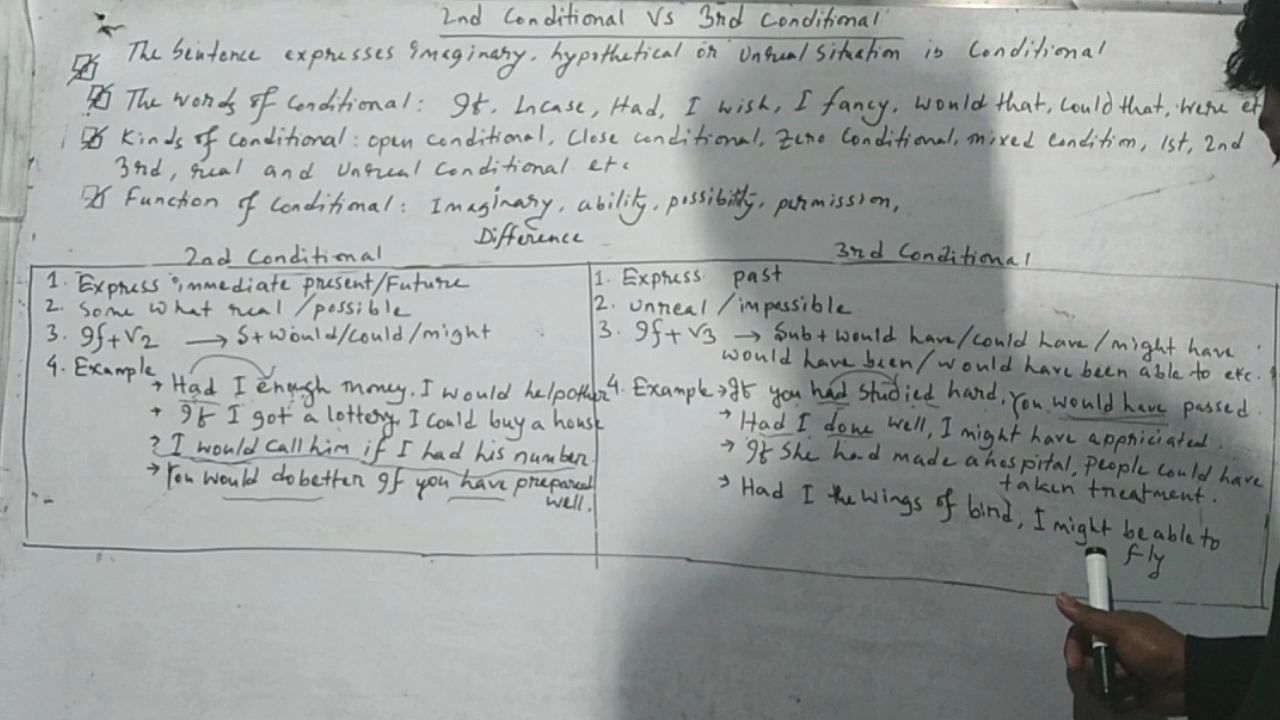 2nd Conditional Vs 3rd Conditional
The Sentence expresses imaginary, hypothetical or Unreal Situation is Conditional
The words of Conditional: If, Incase, Had, I wish, I fancy, would that, Could that, were et
Kinds of conditional: open conditional, Close conditional, Zero Conditional, mixed Condition, 1st, 2nd
3rd, real and Unreal Conditional etc
Function of Conditional: Imaginary, ability, possibity, permission,
Difference
2nd Conditional
1. Express immediate present/Future
2. Some what real/possible
3. If+V2 → S+would/could/might
4. Example
→ Had I enough money, I would helpother
→ If I got a lottery, I Could buy a house
? I would Call him if I had his number.
→ You would do better If you have prepared
well.
3rd Conditional
1. Express past
2. Unreal/impossible
3. If+V3 → Sub+would have/could have/might have
would have been/would have been able to etc.
4. Example → If you had studied hard, you would have passed.
→ Had I done well, I might have appriciated.
→ If She had made a hospital, people Could have
taken treatment.
→ Had I the wings of bird, I might be able to
fly